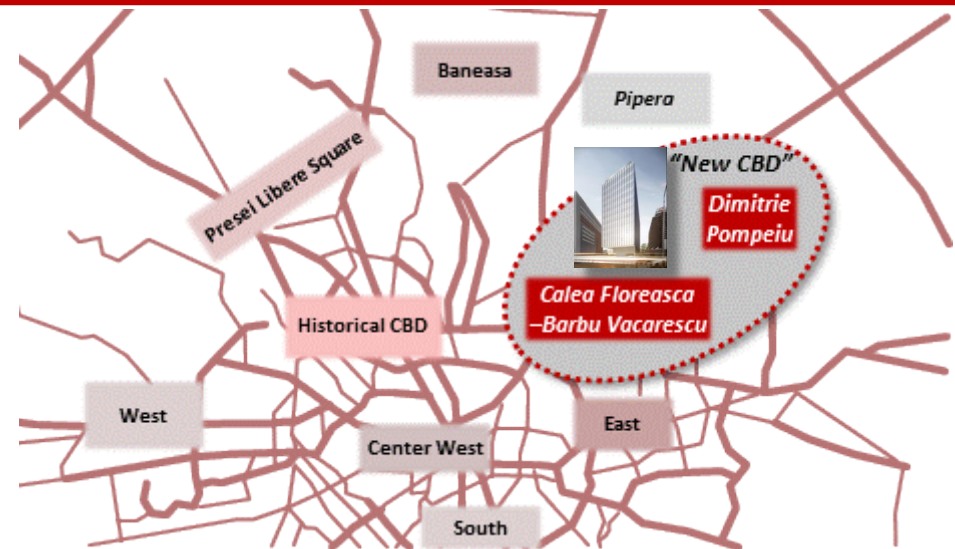 Baneasa
Pipera
Presei Libere Square
“New CBD”
Dimitrie
Pompeiu
Calea Floreasca
–Barbu Vacarescu
Historical CBD
West
East
Center West
South